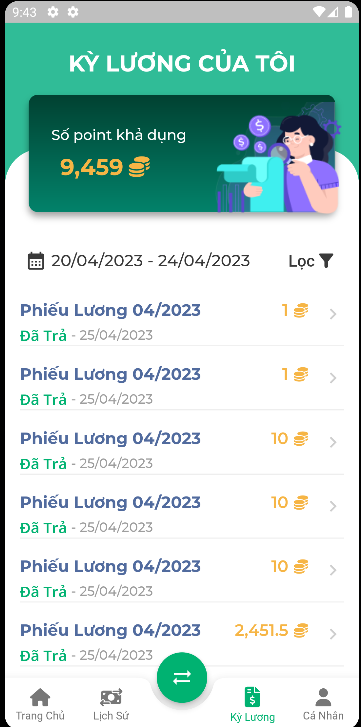 9:43
KỲ LƯƠNG CỦA TÔI
Số point khả dụng
9,459
20/04/2023 - 24/04/2023
Lọc
Phiếu Lương 04/2023
1
Đã Trả - 25/04/2023
Phiếu Lương 04/2023
1
Đã Trả - 25/04/2023
Phiếu Lương 04/2023
10
Đã Trả - 25/04/2023
Phiếu Lương 04/2023
10
Đã Trả - 25/04/2023
Phiếu Lương 04/2023
10
Đã Trả - 25/04/2023
Phiếu Lương 04/2023
2,451.5
Đã Trả - 25/04/2023
Trang Chủ
Lịch Sử
Kỳ Lương
Cá Nhân